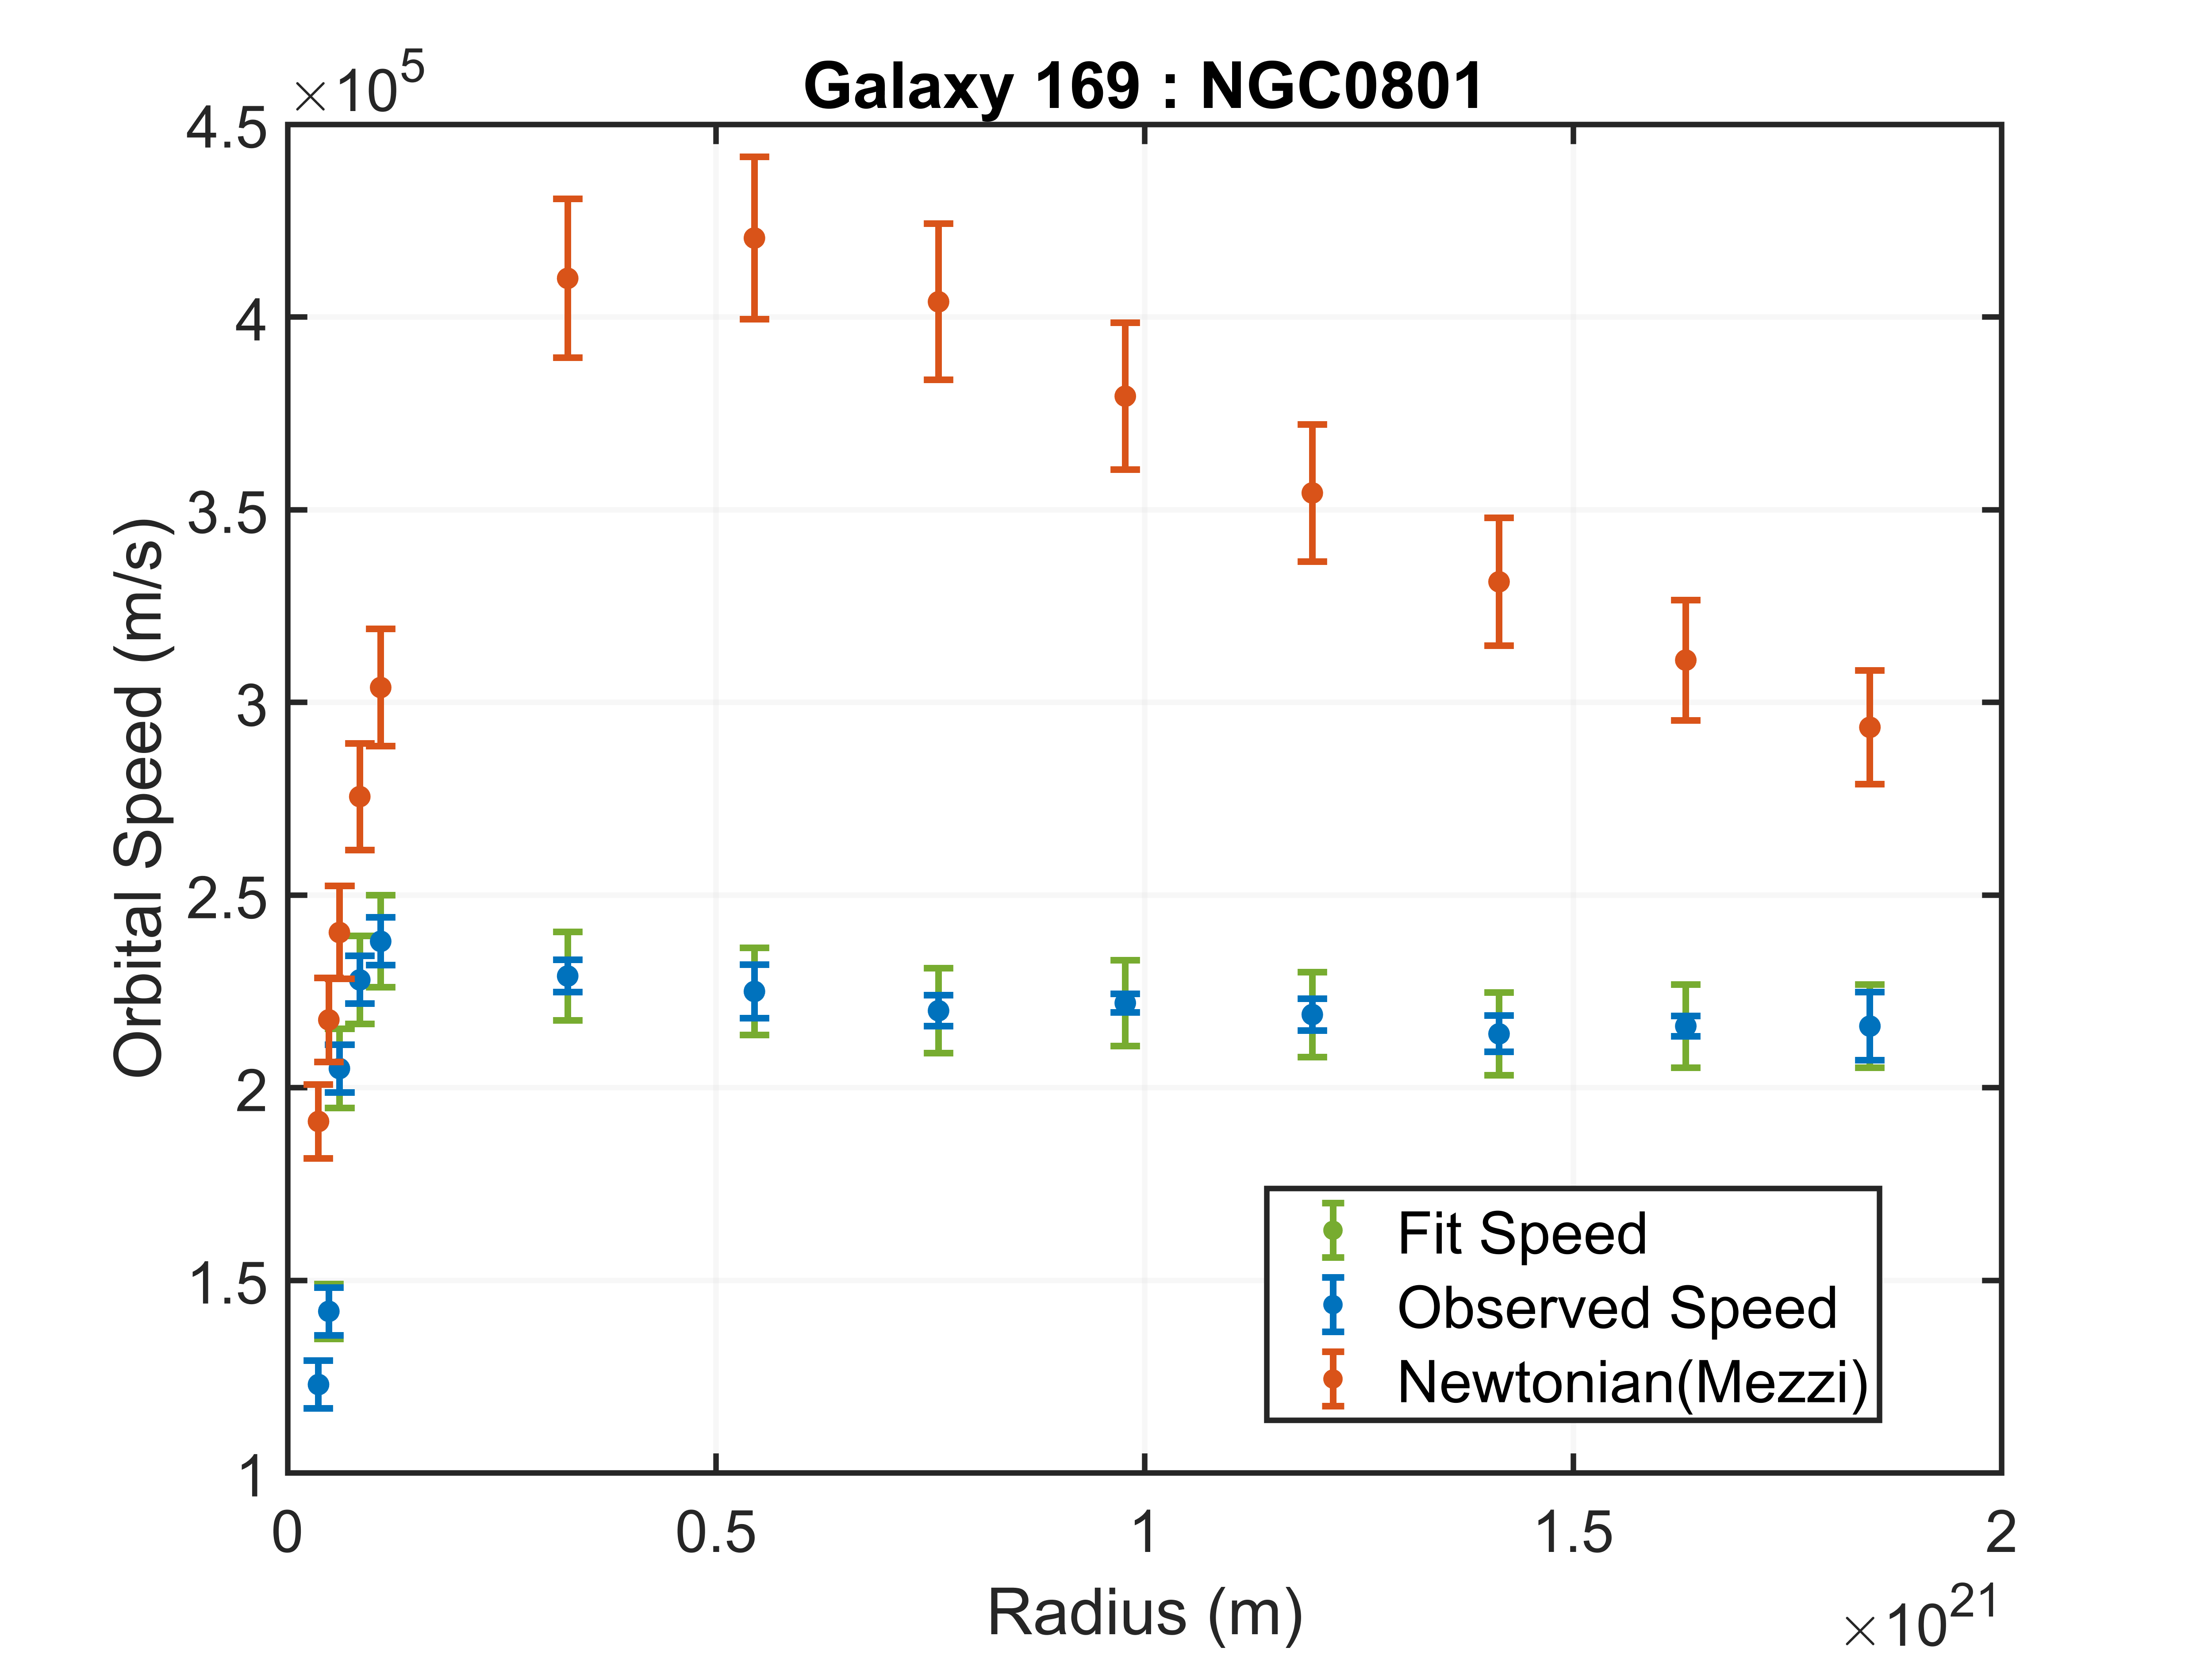 Galaxy 169 : NGC0801
×10^5
4.5
4
3.5
3
2.5
2
1.5
1
Orbital Speed (m/s)
Fit Speed
Observed Speed
Newtonian(Mezzi)
0 0.5 1 1.5 2
Radius (m)
×10^21